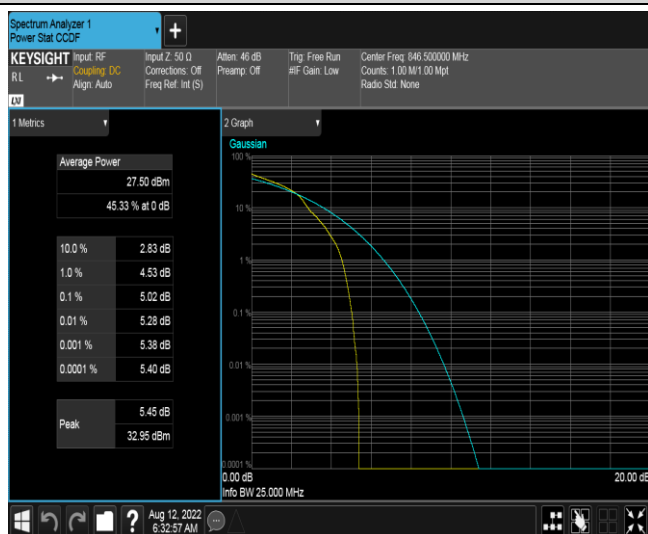 Spectrum Analyzer 1
Power Stat CCDF
+
KEYSIGHT
RL
LXI
Input: RF
Coupling: DC
Align: Auto
Input Z: 50 Ω
Corrections: Off
Freq Ref: Int (S)
Atten: 46 dB
Preamp: Off
Trig: Free Run
#IF Gain: Low
Center Freq: 846.500000 MHz
Counts: 1.00 M/1.00 Mpt
Radio Std: None
1 Metrics
Average Power
27.50 dBm
45.33 % at 0 dB
10.0 % 2.83 dB
1.0 % 4.53 dB
0.1 % 5.02 dB
0.01 % 5.28 dB
0.001 % 5.38 dB
0.0001 % 5.40 dB
Peak
5.45 dB
32.95 dBm
2 Graph
Gaussian
100 %
10 %
1 %
0.1 %
0.01 %
0.001 %
0.0001 %
0.00 dB
20.00 dB
Info BW 25.000 MHz
?
Aug 12, 2022
6:32:57 AM